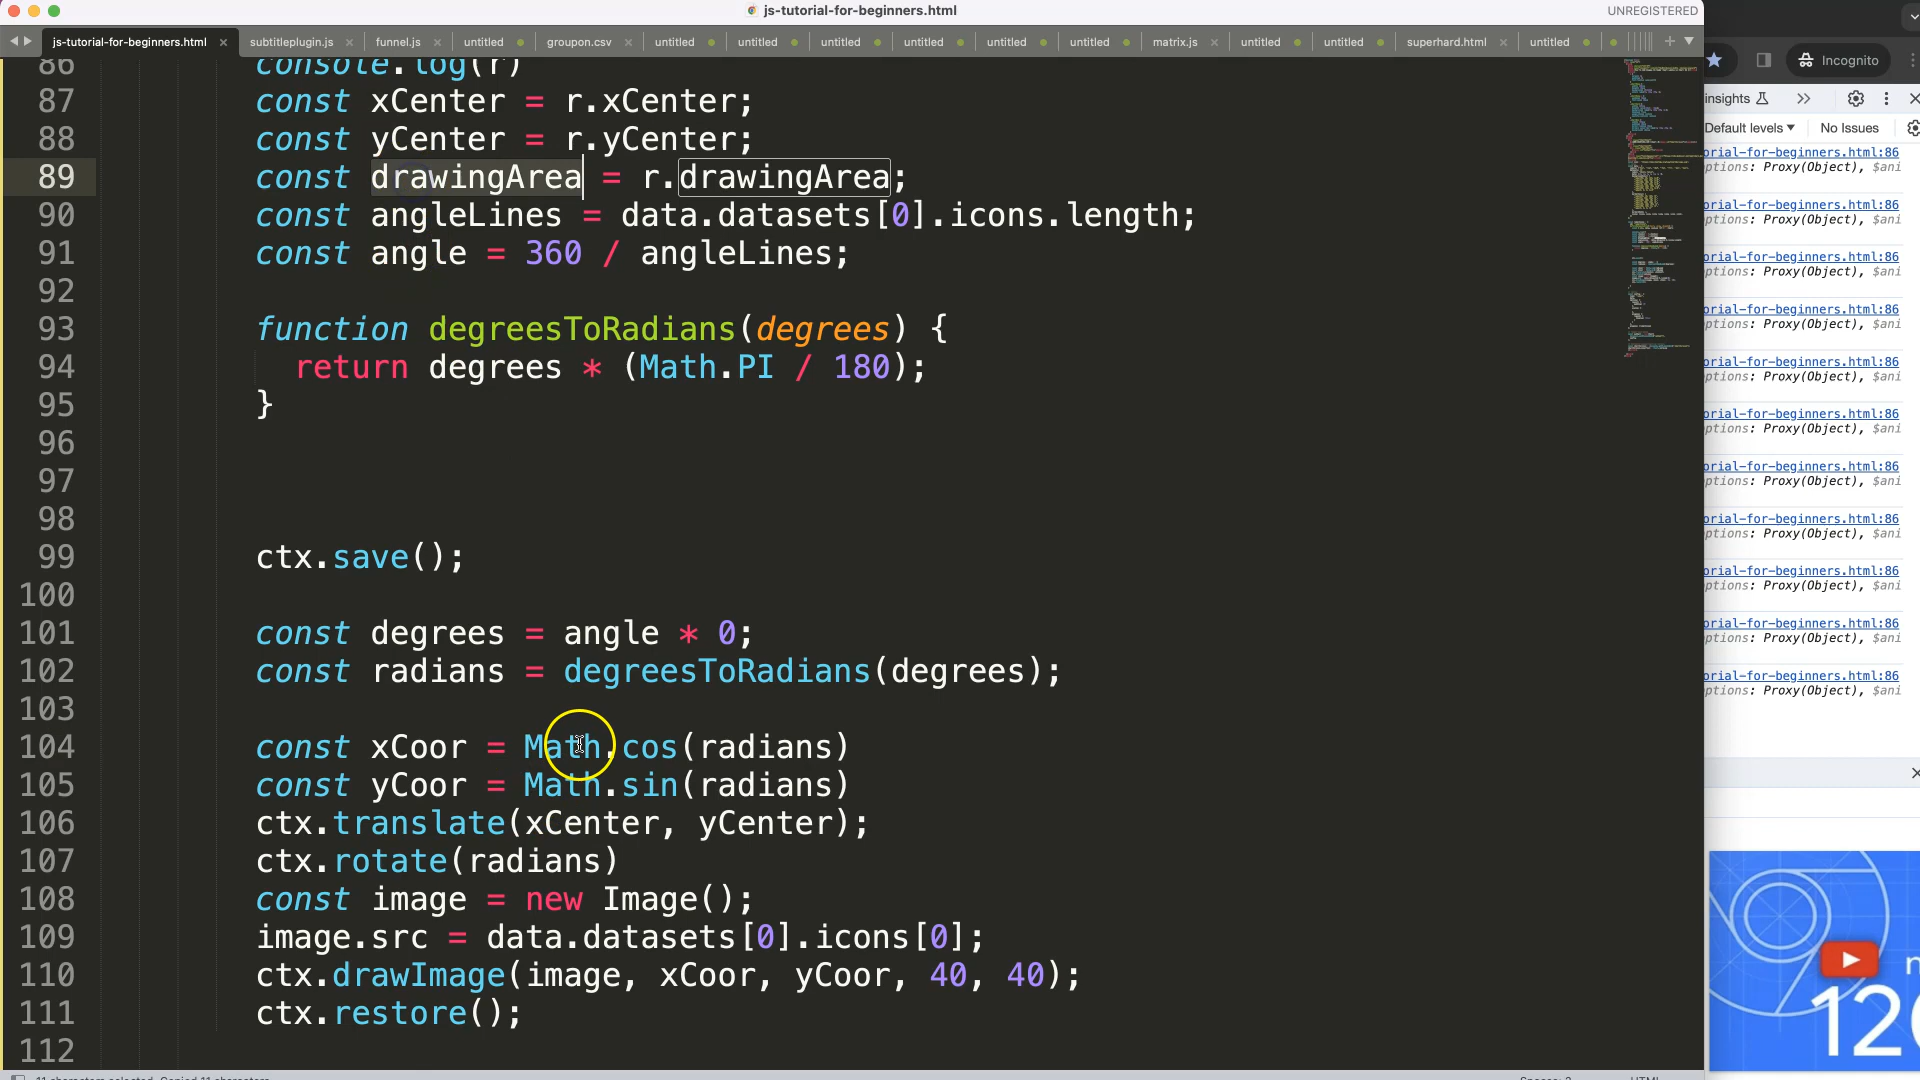 js-tutorial-for-beginners.html
UNREGISTERED
js-tutorial-for-beginners.html subtitleplugin.js funnel.js untitled groupon.csv untitled untitled untitled untitled untitled untitled matrix.js untitled untitled superhard.html untitled
Incognito
86 console.log(r)
87 const xCenter = r.xCenter;
88 const yCenter = r.yCenter;
89 const drawingArea = r.drawingArea;
90 const angleLines = data.datasets[0].icons.length;
91 const angle = 360 / angleLines;
92
93 function degreesToRadians(degrees) {
94 return degrees * (Math.PI / 180);
95 }
96
97
98
99 ctx.save();
100
101 const degrees = angle * 0;
102 const radians = degreesToRadians(degrees);
103
104 const xCoor = Math.cos(radians)
105 const yCoor = Math.sin(radians)
106 ctx.translate(xCenter, yCenter);
107 ctx.rotate(radians)
108 const image = new Image();
109 image.src = data.datasets[0].icons[0];
110 ctx.drawImage(image, xCoor, yCoor, 40, 40);
111 ctx.restore();
112
insights
Default levels No Issues
orial-for-beginners.html:86
ptions: Proxy(Object), $ani
orial-for-beginners.html:86
ptions: Proxy(Object), $ani
orial-for-beginners.html:86
ptions: Proxy(Object), $ani
orial-for-beginners.html:86
ptions: Proxy(Object), $ani
orial-for-beginners.html:86
ptions: Proxy(Object), $ani
orial-for-beginners.html:86
ptions: Proxy(Object), $ani
orial-for-beginners.html:86
ptions: Proxy(Object), $ani
orial-for-beginners.html:86
ptions: Proxy(Object), $ani
orial-for-beginners.html:86
ptions: Proxy(Object), $ani
orial-for-beginners.html:86
ptions: Proxy(Object), $ani
orial-for-beginners.html:86
ptions: Proxy(Object), $ani